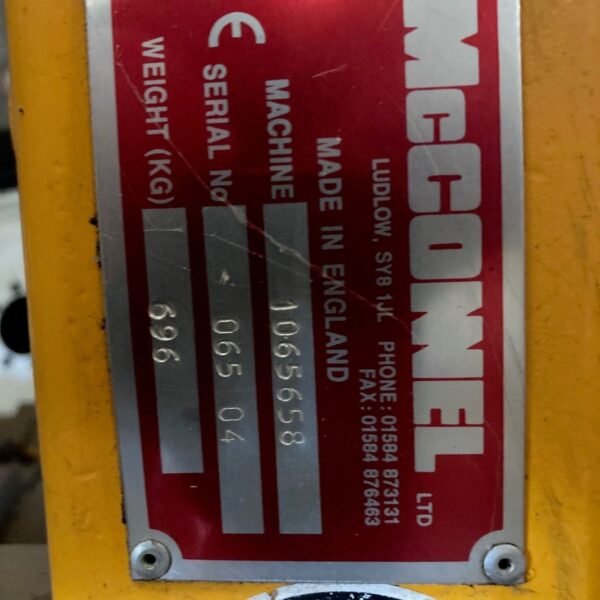 McCONNEL LTD
LUDLOW, SY8 1JL PHONE: 01584 873131
FAX: 01584 876463
MADE IN ENGLAND
MACHINE 1065658
CE SERIAL No 065 04
WEIGHT (KG) 696